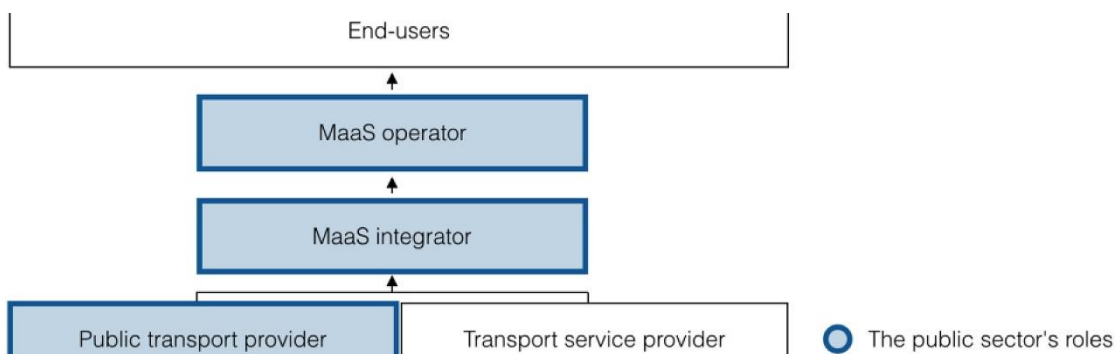 End-users
MaaS operator
MaaS integrator
Public transport provider
Transport service provider
The public sector's roles